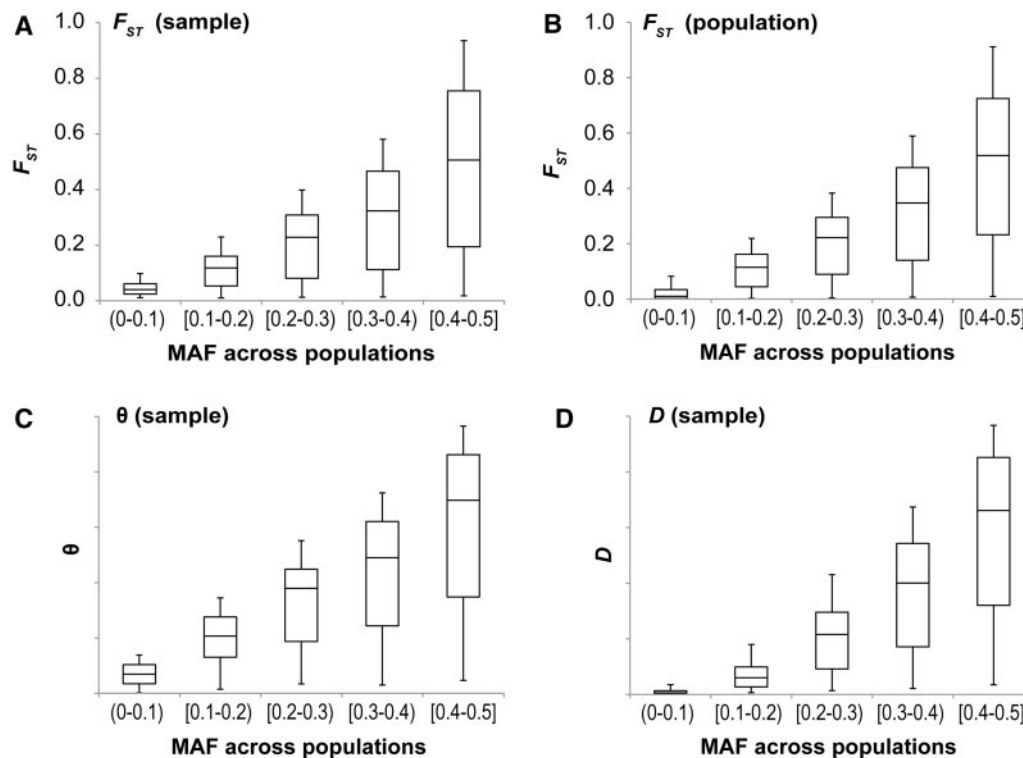 A
F_ST (sample)
1.0
0.8
0.6
0.4
0.2
0.0
F_ST
(0-0.1)
[0.1-0.2)
[0.2-0.3)
[0.3-0.4)
[0.4-0.5]
MAF across populations
B
F_ST (population)
1.0
0.8
0.6
0.4
0.2
0.0
F_ST
(0-0.1)
[0.1-0.2)
[0.2-0.3)
[0.3-0.4)
[0.4-0.5]
MAF across populations
C
θ (sample)
θ
(0-0.1)
[0.1-0.2)
[0.2-0.3)
[0.3-0.4)
[0.4-0.5]
MAF across populations
D
D (sample)
D
(0-0.1)
[0.1-0.2)
[0.2-0.3)
[0.3-0.4)
[0.4-0.5]
MAF across populations